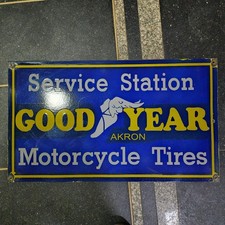 Service Station
GOOD YEAR
AKRON
Motorcycle Tires